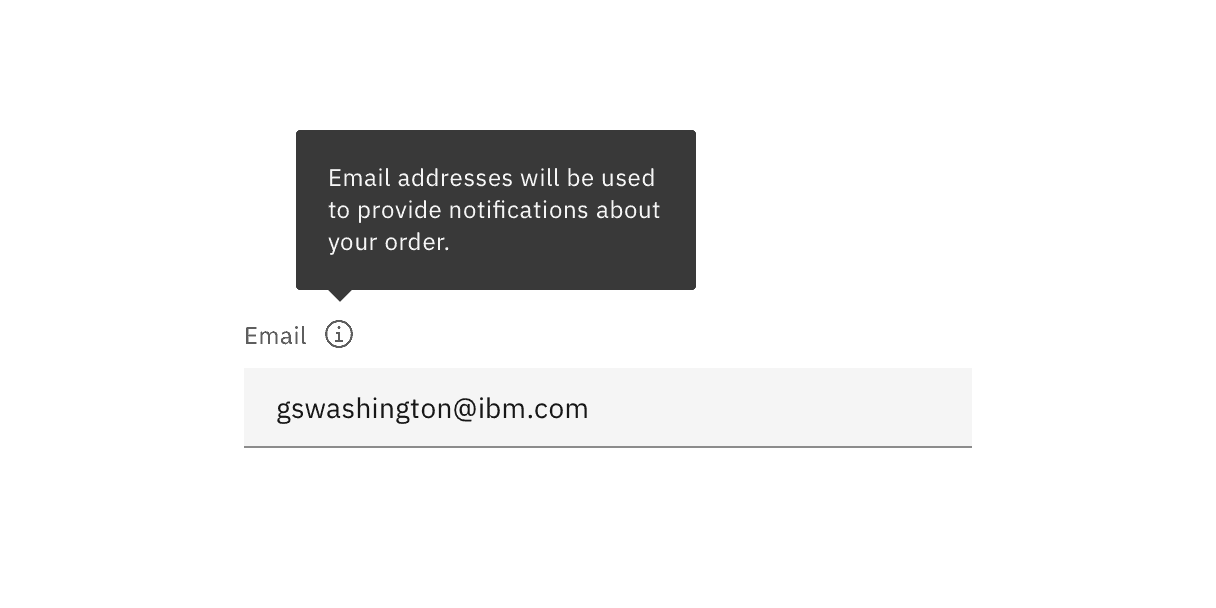 Email addresses will be used
to provide notifications about
your order.
Email
gswashington@ibm.com